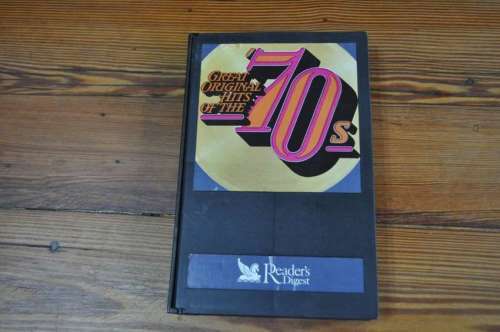 GREAT
ORIGINAL
HITS
OF THE
'70s
Reader's
Digest